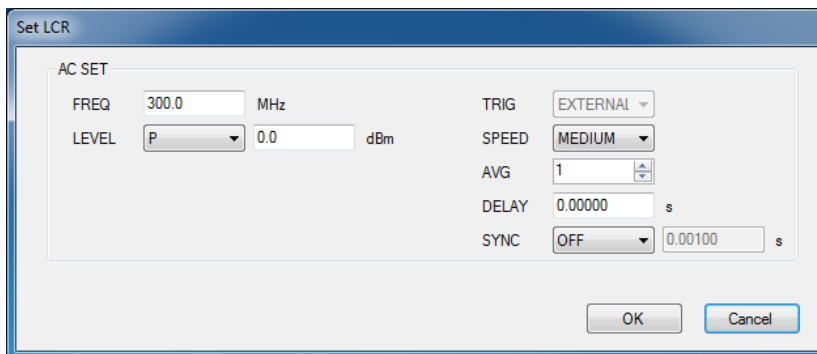 Set LCR
AC SET
FREQ 300.0 MHz
LEVEL P 0.0 dBm
TRIG EXTERNAL
SPEED MEDIUM
AVG 1
DELAY 0.00000 s
SYNC OFF 0.00100 s
OK Cancel